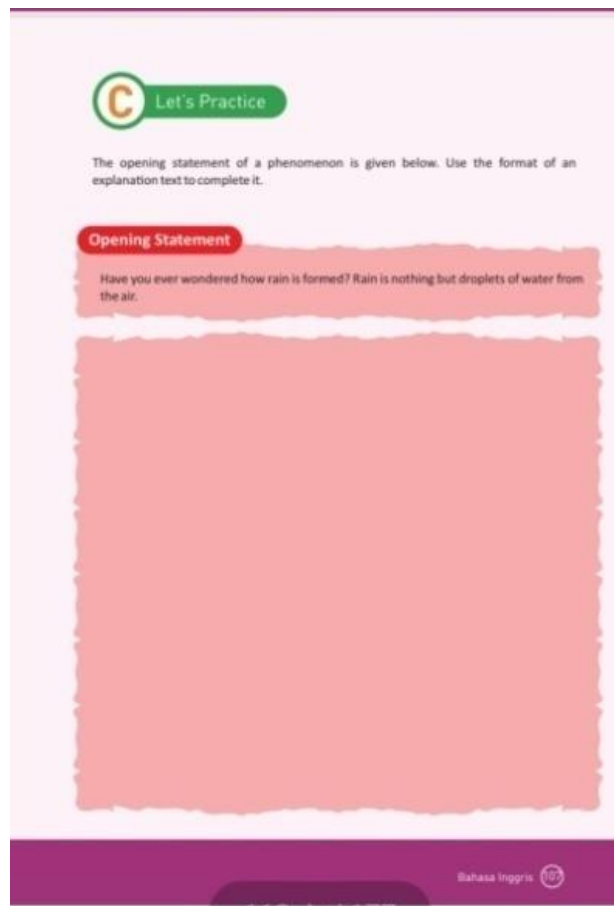 C Let's Practice
The opening statement of a phenomenon is given below. Use the format of an
explanation text to complete it.
Opening Statement
Have you ever wondered how rain is formed? Rain is nothing but droplets of water from
the air.
Bahasa Inggris 107